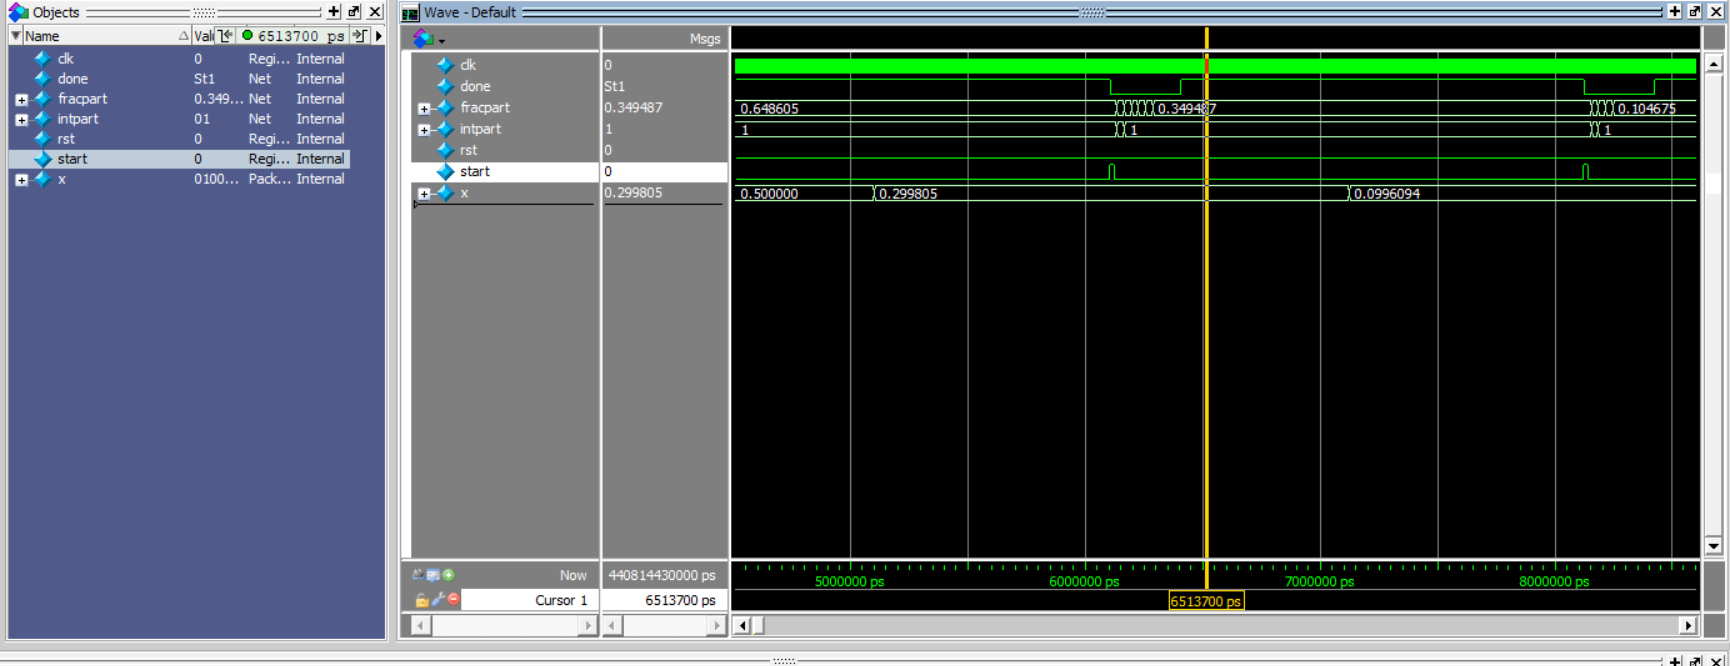 Objects
Name Val 6513700 ps
clk 0 Regi... Internal
done St1 Net Internal
fracpart 0.349... Net Internal
intpart 01 Net Internal
rst 0 Regi... Internal
start 0 Regi... Internal
x 0100... Pack... Internal
Wave - Default
Msgs
clk 0
done St1
fracpart 0.349487 0.648605 0.349487 0.104675
intpart 1 1 1 1
rst 0
start 0
x 0.299805 0.500000 0.299805 0.0996094
Now 440814430000 ps 5000000 ps 6000000 ps 7000000 ps 8000000 ps
Cursor 1 6513700 ps 6513700 ps